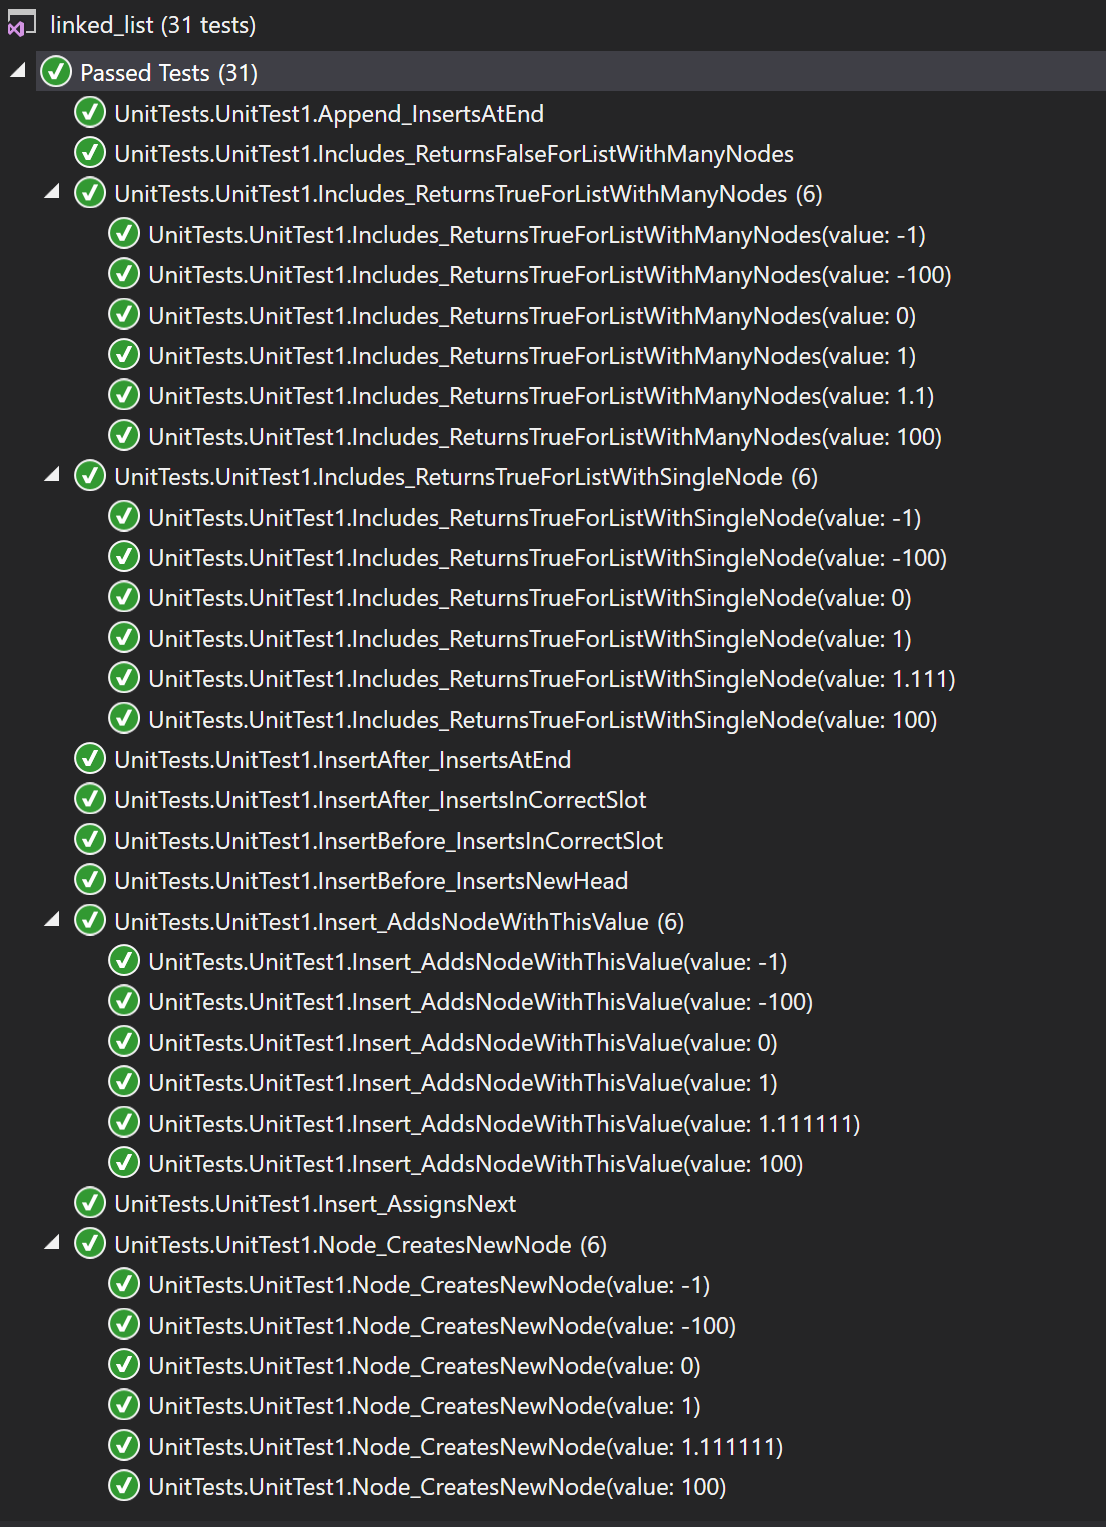 linked_list (31 tests)
Passed Tests (31)
UnitTests.UnitTest1.Append_InsertsAtEnd
UnitTests.UnitTest1.Includes_ReturnsFalseForListWithManyNodes
UnitTests.UnitTest1.Includes_ReturnsTrueForListWithManyNodes (6)
UnitTests.UnitTest1.Includes_ReturnsTrueForListWithManyNodes(value: -1)
UnitTests.UnitTest1.Includes_ReturnsTrueForListWithManyNodes(value: -100)
UnitTests.UnitTest1.Includes_ReturnsTrueForListWithManyNodes(value: 0)
UnitTests.UnitTest1.Includes_ReturnsTrueForListWithManyNodes(value: 1)
UnitTests.UnitTest1.Includes_ReturnsTrueForListWithManyNodes(value: 1.1)
UnitTests.UnitTest1.Includes_ReturnsTrueForListWithManyNodes(value: 100)
UnitTests.UnitTest1.Includes_ReturnsTrueForListWithSingleNode (6)
UnitTests.UnitTest1.Includes_ReturnsTrueForListWithSingleNode(value: -1)
UnitTests.UnitTest1.Includes_ReturnsTrueForListWithSingleNode(value: -100)
UnitTests.UnitTest1.Includes_ReturnsTrueForListWithSingleNode(value: 0)
UnitTests.UnitTest1.Includes_ReturnsTrueForListWithSingleNode(value: 1)
UnitTests.UnitTest1.Includes_ReturnsTrueForListWithSingleNode(value: 1.111)
UnitTests.UnitTest1.Includes_ReturnsTrueForListWithSingleNode(value: 100)
UnitTests.UnitTest1.InsertAfter_InsertsAtEnd
UnitTests.UnitTest1.InsertAfter_InsertsInCorrectSlot
UnitTests.UnitTest1.InsertBefore_InsertsInCorrectSlot
UnitTests.UnitTest1.InsertBefore_InsertsNewHead
UnitTests.UnitTest1.Insert_AddsNodeWithThisValue (6)
UnitTests.UnitTest1.Insert_AddsNodeWithThisValue(value: -1)
UnitTests.UnitTest1.Insert_AddsNodeWithThisValue(value: -100)
UnitTests.UnitTest1.Insert_AddsNodeWithThisValue(value: 0)
UnitTests.UnitTest1.Insert_AddsNodeWithThisValue(value: 1)
UnitTests.UnitTest1.Insert_AddsNodeWithThisValue(value: 1.111111)
UnitTests.UnitTest1.Insert_AddsNodeWithThisValue(value: 100)
UnitTests.UnitTest1.Insert_AssignsNext
UnitTests.UnitTest1.Node_CreatesNewNode (6)
UnitTests.UnitTest1.Node_CreatesNewNode(value: -1)
UnitTests.UnitTest1.Node_CreatesNewNode(value: -100)
UnitTests.UnitTest1.Node_CreatesNewNode(value: 0)
UnitTests.UnitTest1.Node_CreatesNewNode(value: 1)
UnitTests.UnitTest1.Node_CreatesNewNode(value: 1.111111)
UnitTests.UnitTest1.Node_CreatesNewNode(value: 100)